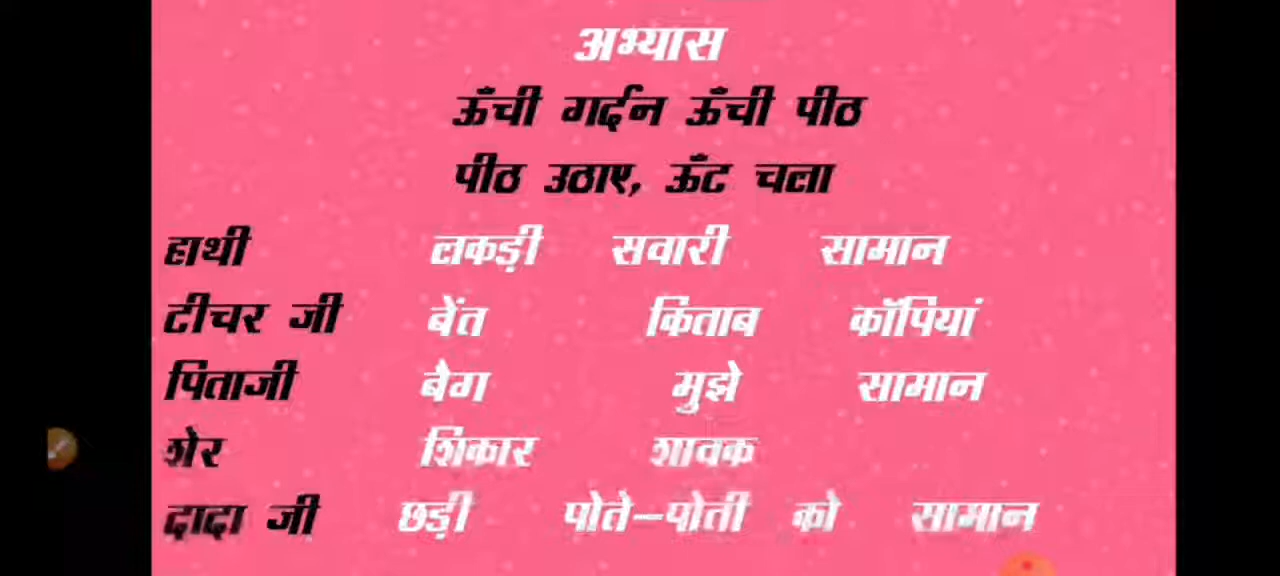 अभ्यास
ऊँची गर्दन ऊँची पीठ
पीठ उठाए, ऊँट चला
हाथी लकड़ी सवारी सामान
टीचर जी बेंत किताब कॉपियां
पिताजी बैग मुझे सामान
शेर शिकार शावक
दादा जी छड़ी पोते-पोती को सामान